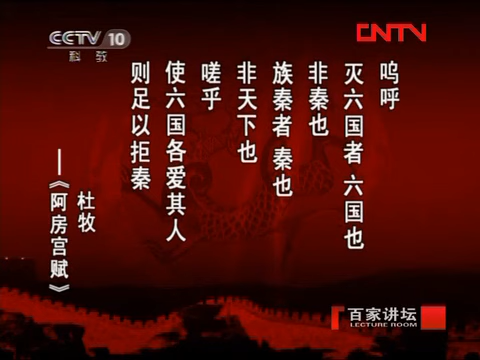 CCTV 10
科教
CNTV
呜呼
灭六国者 六国也
非秦也
族秦者 秦也
非天下也
嗟乎
使六国各爱其人
则足以拒秦
杜牧
—《阿房宫赋》
百家讲坛
LECTURE ROOM